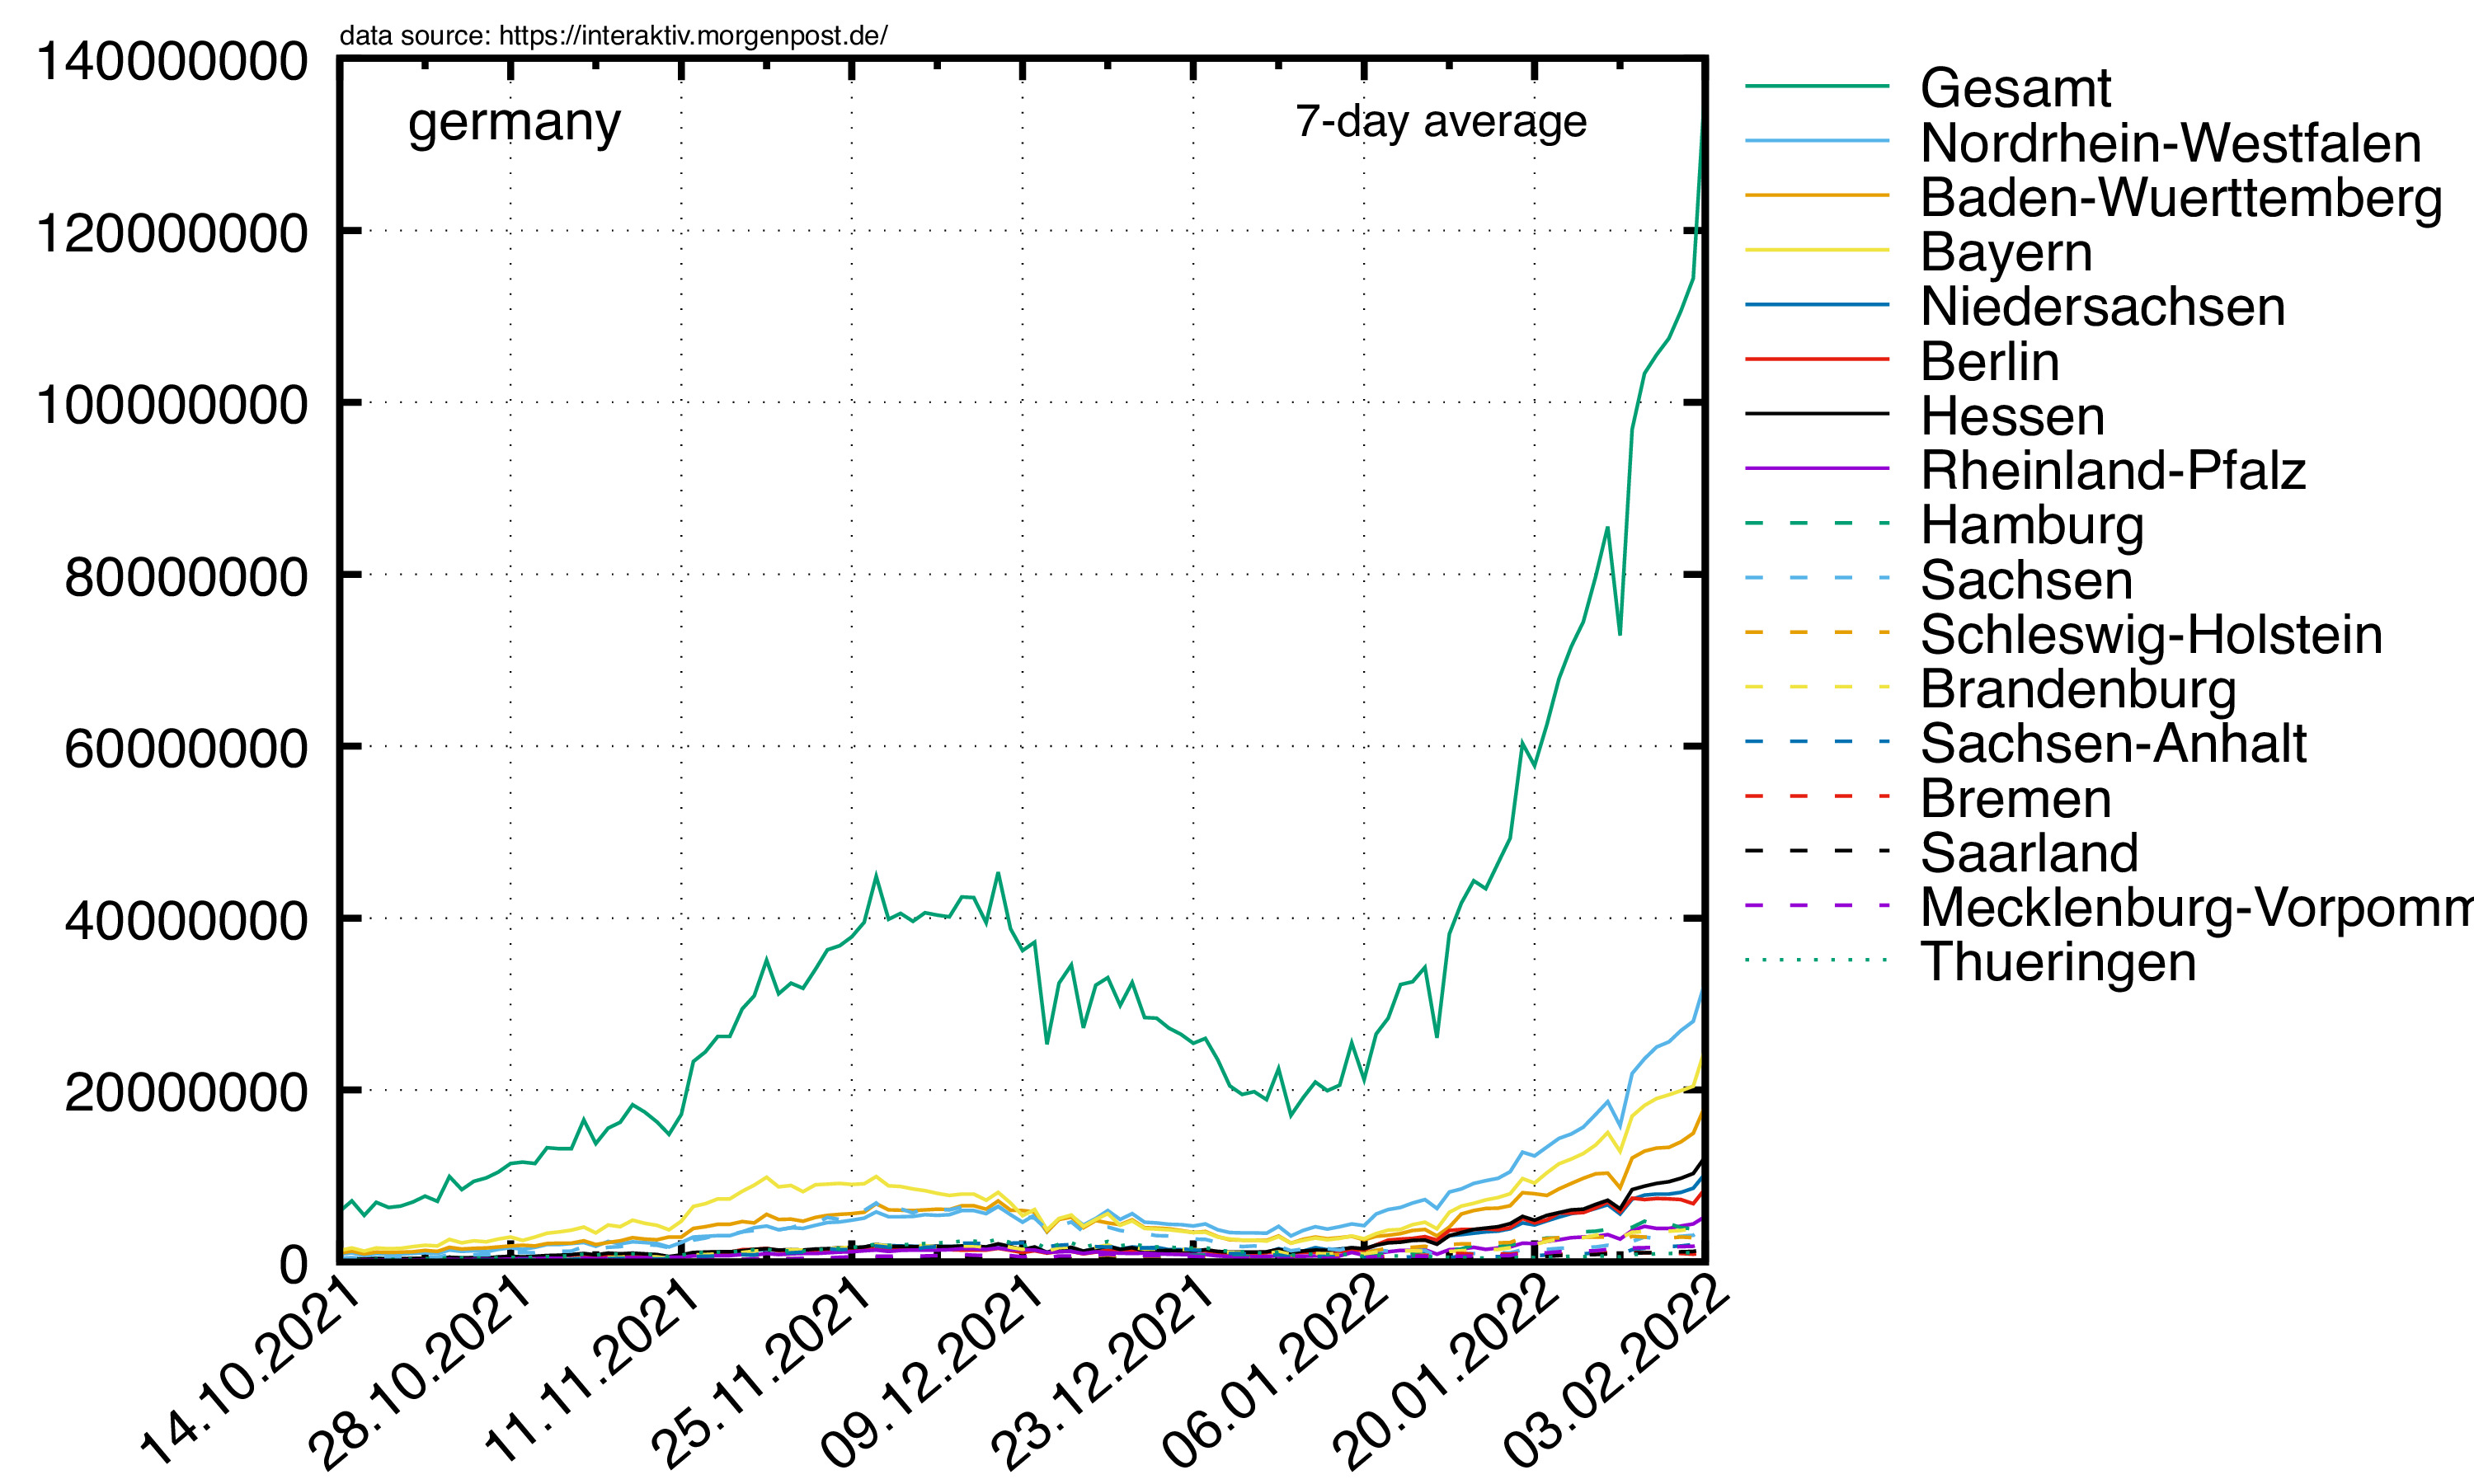 data source: https://interaktiv.morgenpost.de/
germany
7-day average
140000000
120000000
100000000
80000000
60000000
40000000
20000000
0
14.10.2021
28.10.2021
11.11.2021
25.11.2021
09.12.2021
23.12.2021
06.01.2022
20.01.2022
03.02.2022
Gesamt
Nordrhein-Westfalen
Baden-Wuerttemberg
Bayern
Niedersachsen
Berlin
Hessen
Rheinland-Pfalz
Hamburg
Sachsen
Schleswig-Holstein
Brandenburg
Sachsen-Anhalt
Bremen
Saarland
Mecklenburg-Vorpomm
Thueringen